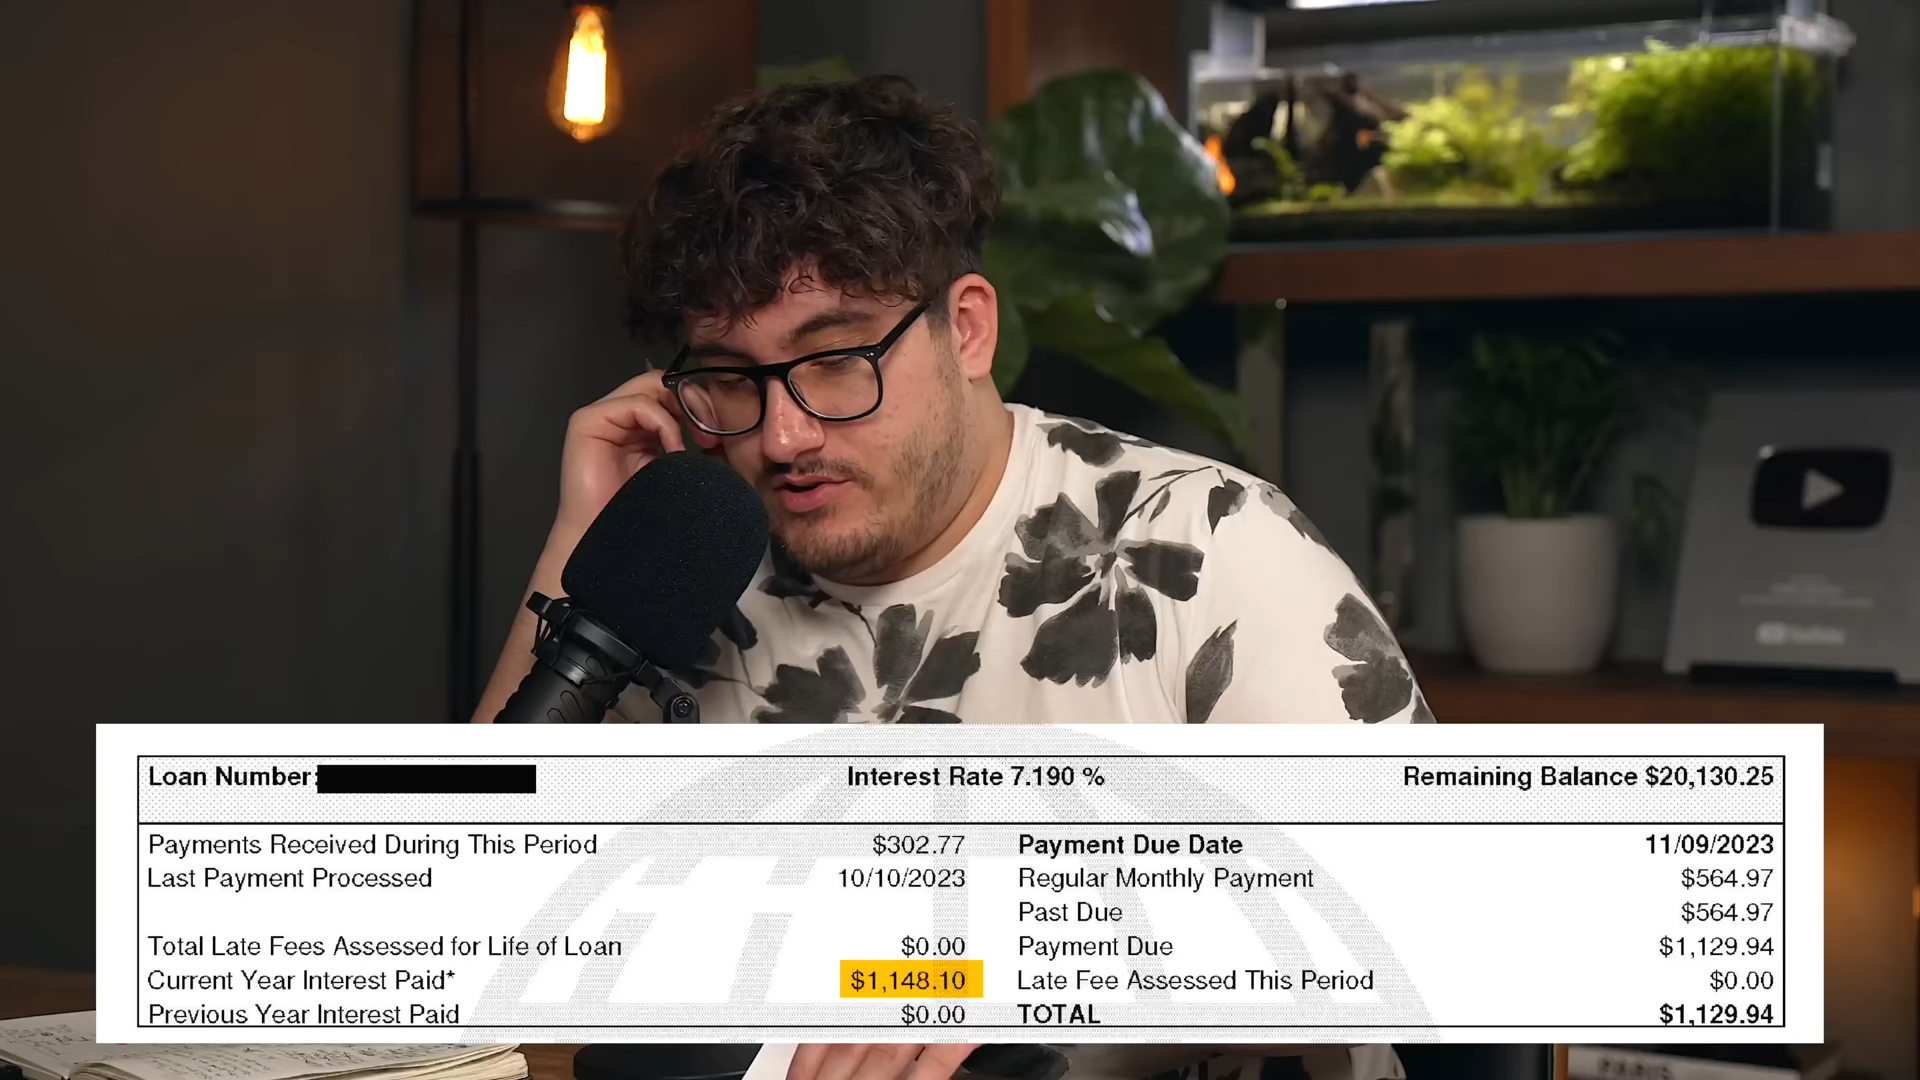 Loan Number: Interest Rate 7.190 % Remaining Balance $20,130.25
Payments Received During This Period $302.77 Payment Due Date 11/09/2023
Last Payment Processed 10/10/2023 Regular Monthly Payment $564.97
Past Due $564.97
Total Late Fees Assessed for Life of Loan $0.00 Payment Due $1,129.94
Current Year Interest Paid* $1,148.10 Late Fee Assessed This Period $0.00
Previous Year Interest Paid $0.00 TOTAL $1,129.94